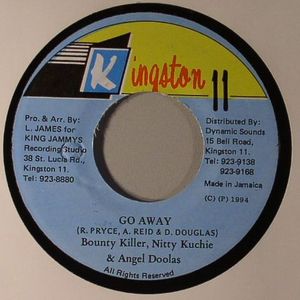 Kingston 11
Pro. & Arr. By:
L. JAMES for
KING JAMMYS
Recording Studio
38 St. Lucia Rd.,
Kingston 11.
Tel: 923-8880
Distributed By:
Dynamic Sounds
15 Bell Road,
Kingston 11.
Tel: 923-9138
923-9168
Made in Jamaica
(C) (P) 1994
GO AWAY
(R. PRYCE, A. REID & D. DOUGLAS)
Bounty Killer, Nitty Kuchie
& Angel Doolas
All Rights Reserved